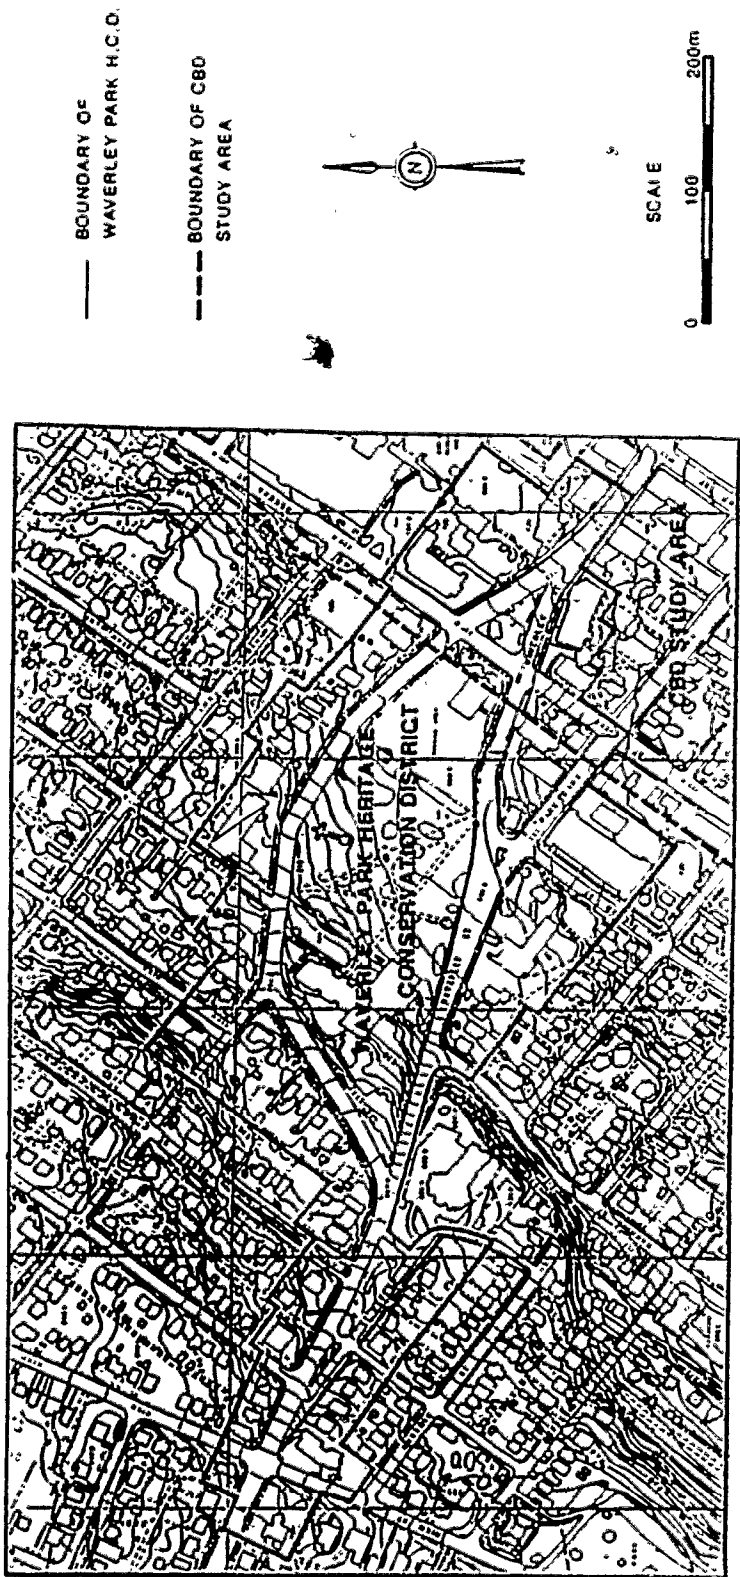 BOUNDARY OF
WAVERLEY PARK H.C.D.
BOUNDARY OF CBD
STUDY AREA
N
SCALE
0 100 200m
WAVERLEY PARK HERITAGE
CONSERVATION DISTRICT
CBD STUDY AREA